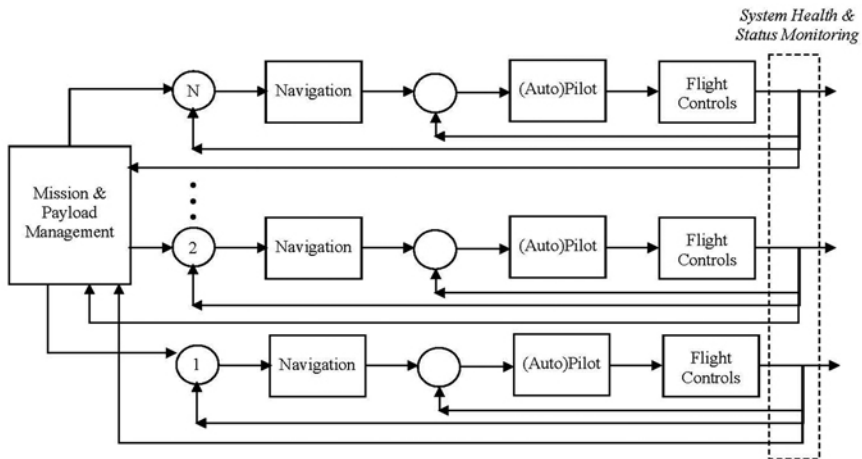 System Health &
Status Monitoring
N
Navigation
(Auto)Pilot
Flight
Controls
Mission &
Payload
Management
2
Navigation
(Auto)Pilot
Flight
Controls
1
Navigation
(Auto)Pilot
Flight
Controls